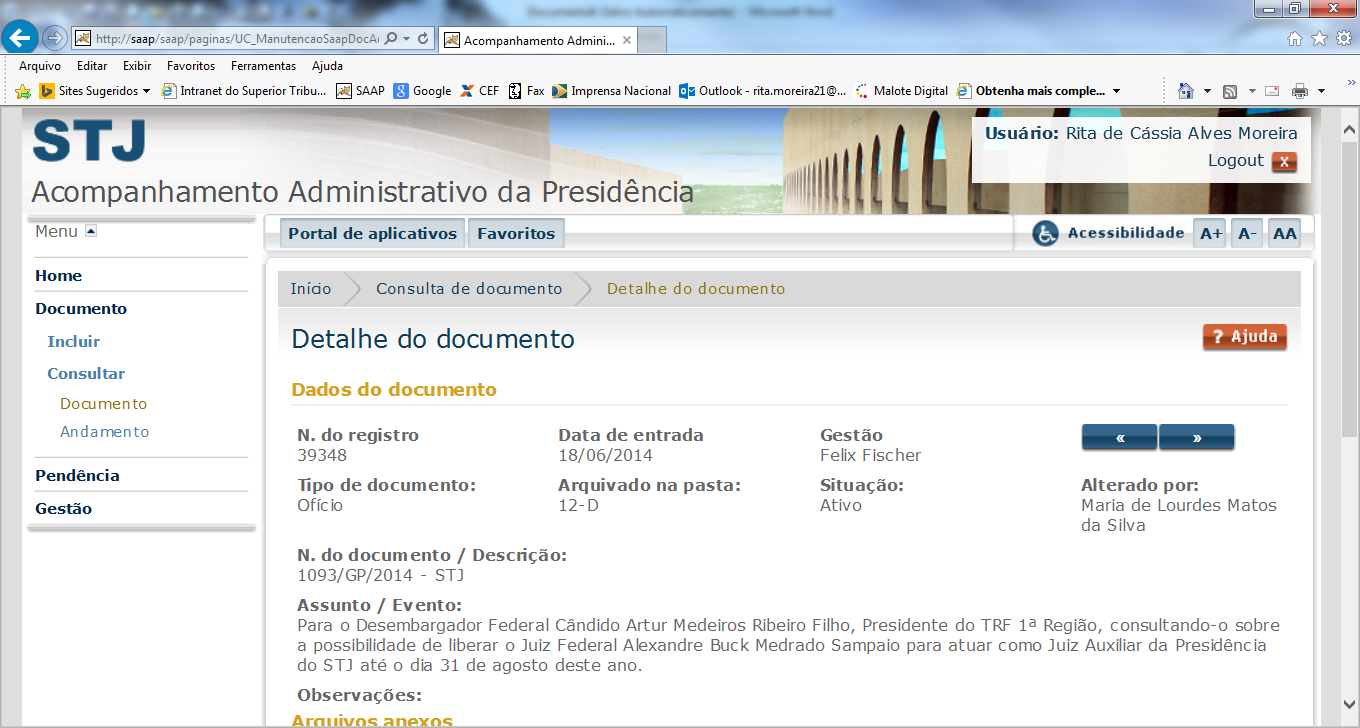 Documento8 (Salvo Automaticamente) - Microsoft Word
http://saap/saap/paginas/UC_ManutencaoSaapDocA
Acompanhamento Admini...
Arquivo Editar Exibir Favoritos Ferramentas Ajuda
Sites Sugeridos Intranet do Superior Tribu... SAAP Google CEF Fax Imprensa Nacional Outlook - rita.moreira21@... Malote Digital Obtenha mais comple...
STJ
Usuário: Rita de Cássia Alves Moreira
Logout x
Acompanhamento Administrativo da Presidência
Menu
Portal de aplicativos Favoritos Acessibilidade A+ A- AA
Home
Documento
Incluir
Consultar
Documento
Andamento
Pendência
Gestão
Início Consulta de documento Detalhe do documento
Detalhe do documento
? Ajuda
Dados do documento
N. do registro Data de entrada Gestão « »
39348 18/06/2014 Felix Fischer
Tipo de documento: Arquivado na pasta: Situação: Alterado por:
Ofício 12-D Ativo Maria de Lourdes Matos
da Silva
N. do documento / Descrição:
1093/GP/2014 - STJ
Assunto / Evento:
Para o Desembargador Federal Cândido Artur Medeiros Ribeiro Filho, Presidente do TRF 1ª Região, consultando-o sobre
a possibilidade de liberar o Juiz Federal Alexandre Buck Medrado Sampaio para atuar como Juiz Auxiliar da Presidência
do STJ até o dia 31 de agosto deste ano.
Observações:
Arquivos anexos